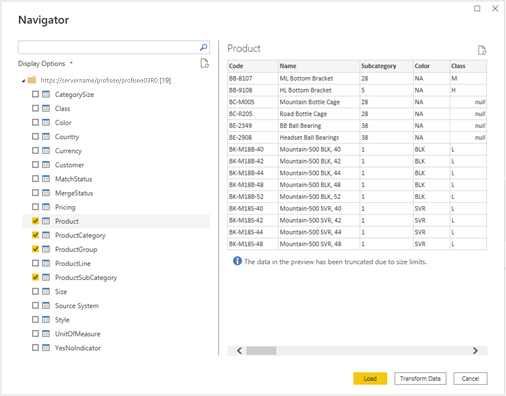 Navigator
Display Options
https://servername/profisee/profisee03R0 [19]
CategorySize
Class
Color
Country
Currency
Customer
MatchStatus
MergeStatus
Pricing
Product
ProductCategory
ProductGroup
ProductLine
ProductSubCategory
Size
Source System
Style
UnitOfMeasure
YesNoIndicator
Product
Code Name Subcategory Color Class
BB-8107 ML Bottom Bracket 28 NA M
BB-9108 HL Bottom Bracket 5 NA H
BC-M005 Mountain Bottle Cage 28 NA null
BC-R205 Road Bottle Cage 28 NA null
BE-2349 BB Ball Bearing 38 NA null
BE-2908 Headset Ball Bearings 38 NA null
BK-M18B-40 Mountain-500 BLK, 40 1 BLK L
BK-M18B-42 Mountain-500 BLK, 42 1 BLK L
BK-M18B-44 Mountain-500 BLK, 44 1 BLK L
BK-M18B-48 Mountain-500 BLK, 48 1 BLK L
BK-M18B-52 Mountain-500 BLK, 52 1 BLK L
BK-M18S-40 Mountain-500 SVR, 40 1 SVR L
BK-M18S-42 Mountain-500 SVR, 42 1 SVR L
BK-M18S-44 Mountain-500 SVR, 44 1 SVR L
BK-M18S-48 Mountain-500 SVR, 48 1 SVR L
The data in the preview has been truncated due to size limits.
Load Transform Data Cancel